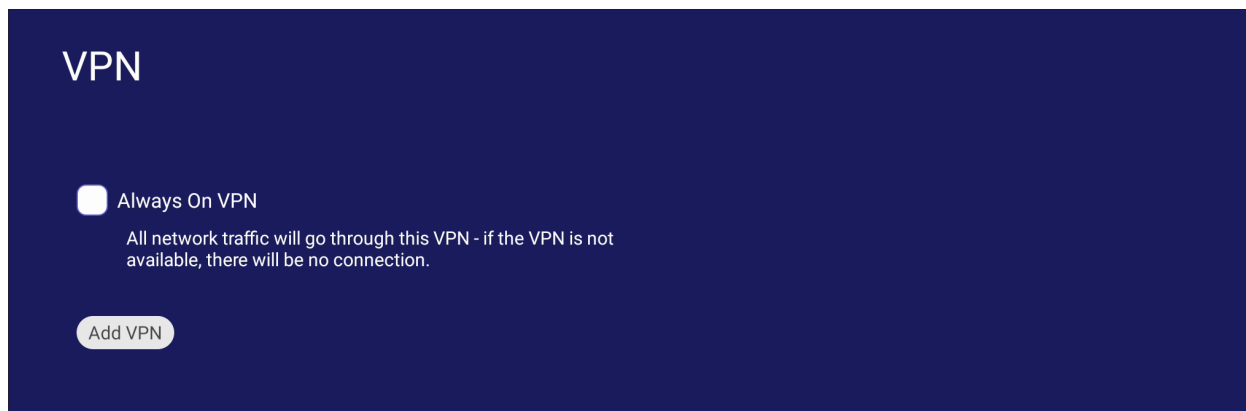 VPN
Always On VPN
All network traffic will go through this VPN - if the VPN is not
available, there will be no connection.
Add VPN